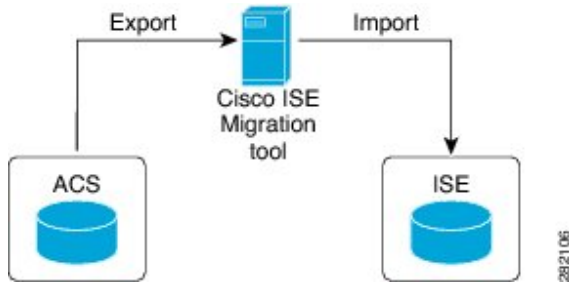 Export
Import
Cisco ISE
Migration
tool
ACS
ISE
282106